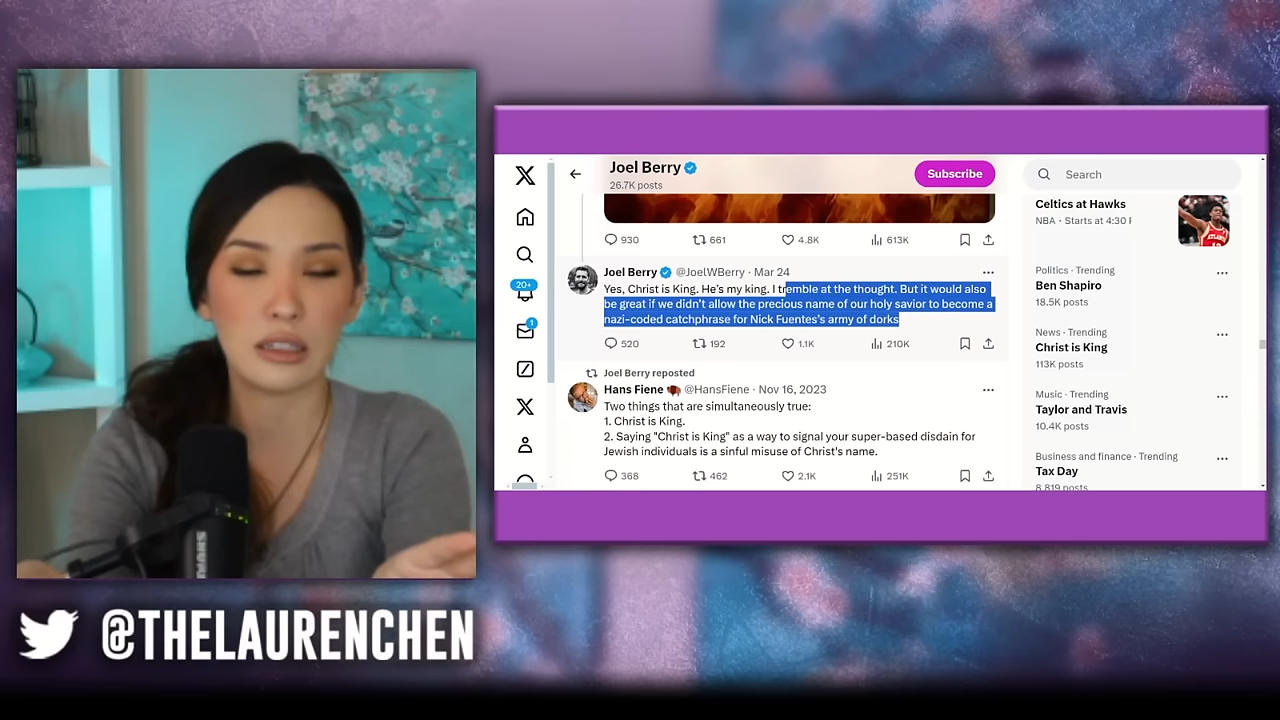 Joel Berry
26.7K posts
Subscribe
Search
930 661 4.8K 613K
Joel Berry @JoelWBerry · Mar 24
Yes, Christ is King. He's my king. I tremble at the thought. But it would also
be great if we didn't allow the precious name of our holy savior to become a
nazi-coded catchphrase for Nick Fuentes's army of dorks
520 192 1.1K 210K
Joel Berry reposted
Hans Fiene @HansFiene · Nov 16, 2023
Two things that are simultaneously true:
1. Christ is King.
2. Saying "Christ is King" as a way to signal your super-based disdain for
Jewish individuals is a sinful misuse of Christ's name.
368 462 2.1K 251K
20+
1
Celtics at Hawks
NBA · Starts at 4:30
ATLANTA
Politics · Trending
Ben Shapiro
18.5K posts
News · Trending
Christ is King
113K posts
Music · Trending
Taylor and Travis
10.4K posts
Business and finance · Trending
Tax Day
8,819 posts
SHURE
@THELAURENCHEN